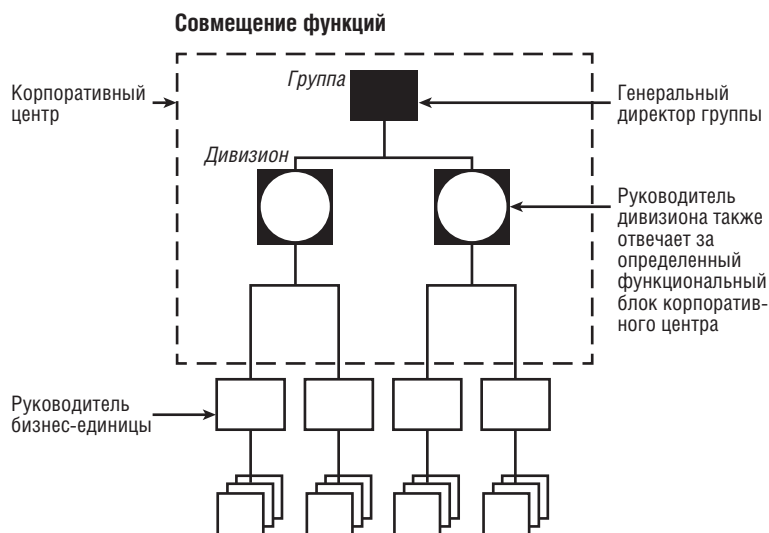 Совмещение функций
Группа
Корпоративный
центр
Генеральный
директор группы
Дивизион
Руководитель
дивизиона также
отвечает за
определенный
функциональный
блок корпоратив-
ного центра
Руководитель
бизнес-единицы